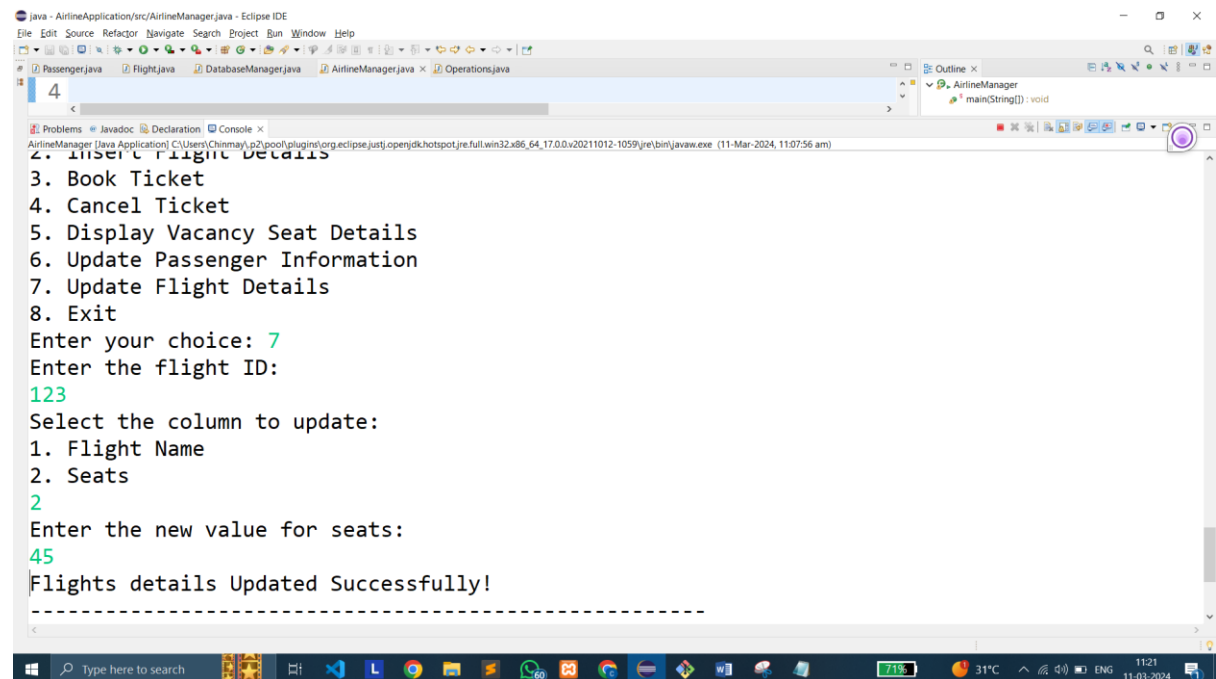 java - AirlineApplication/src/AirlineManager.java - Eclipse IDE
File Edit Source Refactor Navigate Search Project Run Window Help
Passenger.java Flight.java DatabaseManager.java AirlineManager.java Operations.java
Outline
4
AirlineManager
main(String[]) : void
Problems Javadoc Declaration Console
AirlineManager [Java Application] C:\Users\Chinmay\.p2\pool\plugins\org.eclipse.justj.openjdk.hotspot.jre.full.win32.x86_64_17.0.0.v20211012-1059\jre\bin\javaw.exe (11-Mar-2024, 11:07:56 am)
2. Insert Flight Details
3. Book Ticket
4. Cancel Ticket
5. Display Vacancy Seat Details
6. Update Passenger Information
7. Update Flight Details
8. Exit
Enter your choice: 7
Enter the flight ID:
123
Select the column to update:
1. Flight Name
2. Seats
2
Enter the new value for seats:
45
Flights details Updated Successfully!
------------------------------------------------------
Type here to search
L
60
71%
31°C
ENG
11:21
11-03-2024